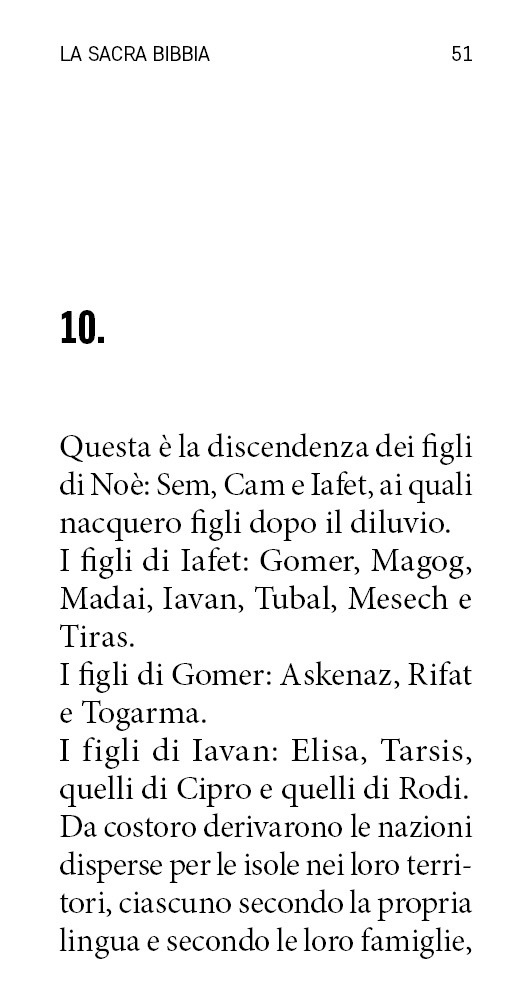 LA SACRA BIBBIA 51
10.
Questa è la discendenza dei figli
di Noè: Sem, Cam e Iafet, ai quali
nacquero figli dopo il diluvio.
I figli di Iafet: Gomer, Magog,
Madai, Iavan, Tubal, Mesech e
Tiras.
I figli di Gomer: Askenaz, Rifat
e Togarma.
I figli di Iavan: Elisa, Tarsis,
quelli di Cipro e quelli di Rodi.
Da costoro derivarono le nazioni
disperse per le isole nei loro terri-
tori, ciascuno secondo la propria
lingua e secondo le loro famiglie,